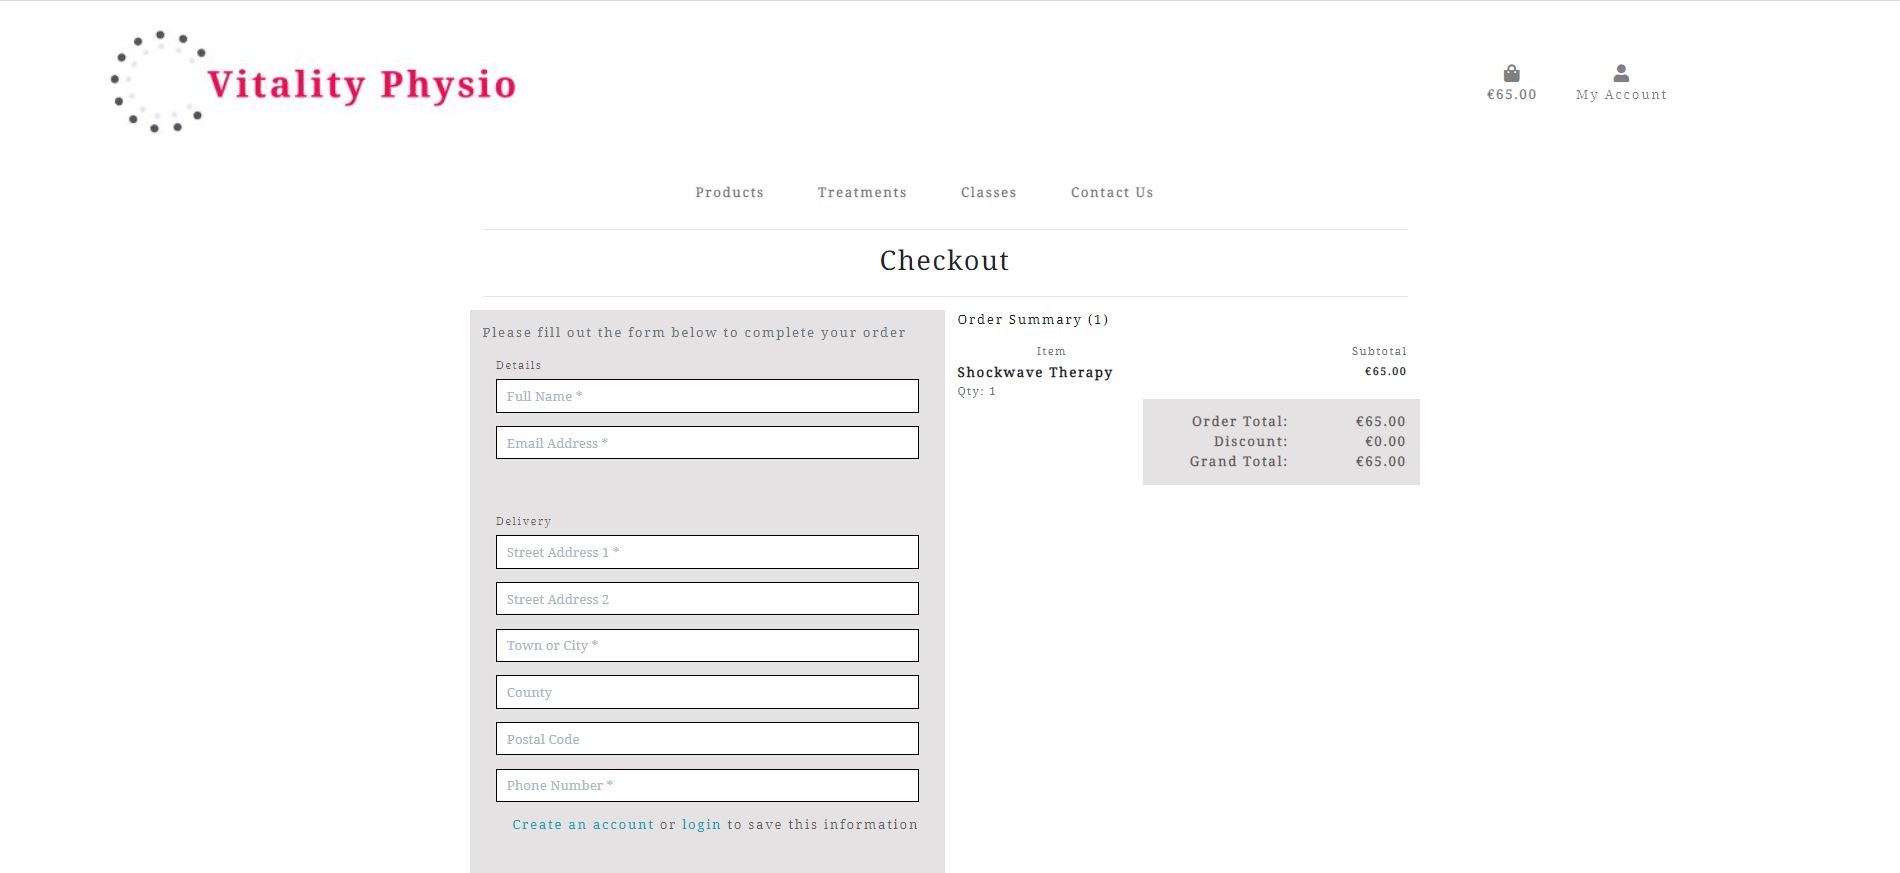 Vitality Physio
€65.00
My Account
Products Treatments Classes Contact Us
Checkout
Please fill out the form below to complete your order
Details
Full Name *
Email Address *
Delivery
Street Address 1 *
Street Address 2
Town or City *
County
Postal Code
Phone Number *
Create an account or login to save this information
Order Summary (1)
Item Subtotal
Shockwave Therapy €65.00
Qty: 1
Order Total: €65.00
Discount: €0.00
Grand Total: €65.00